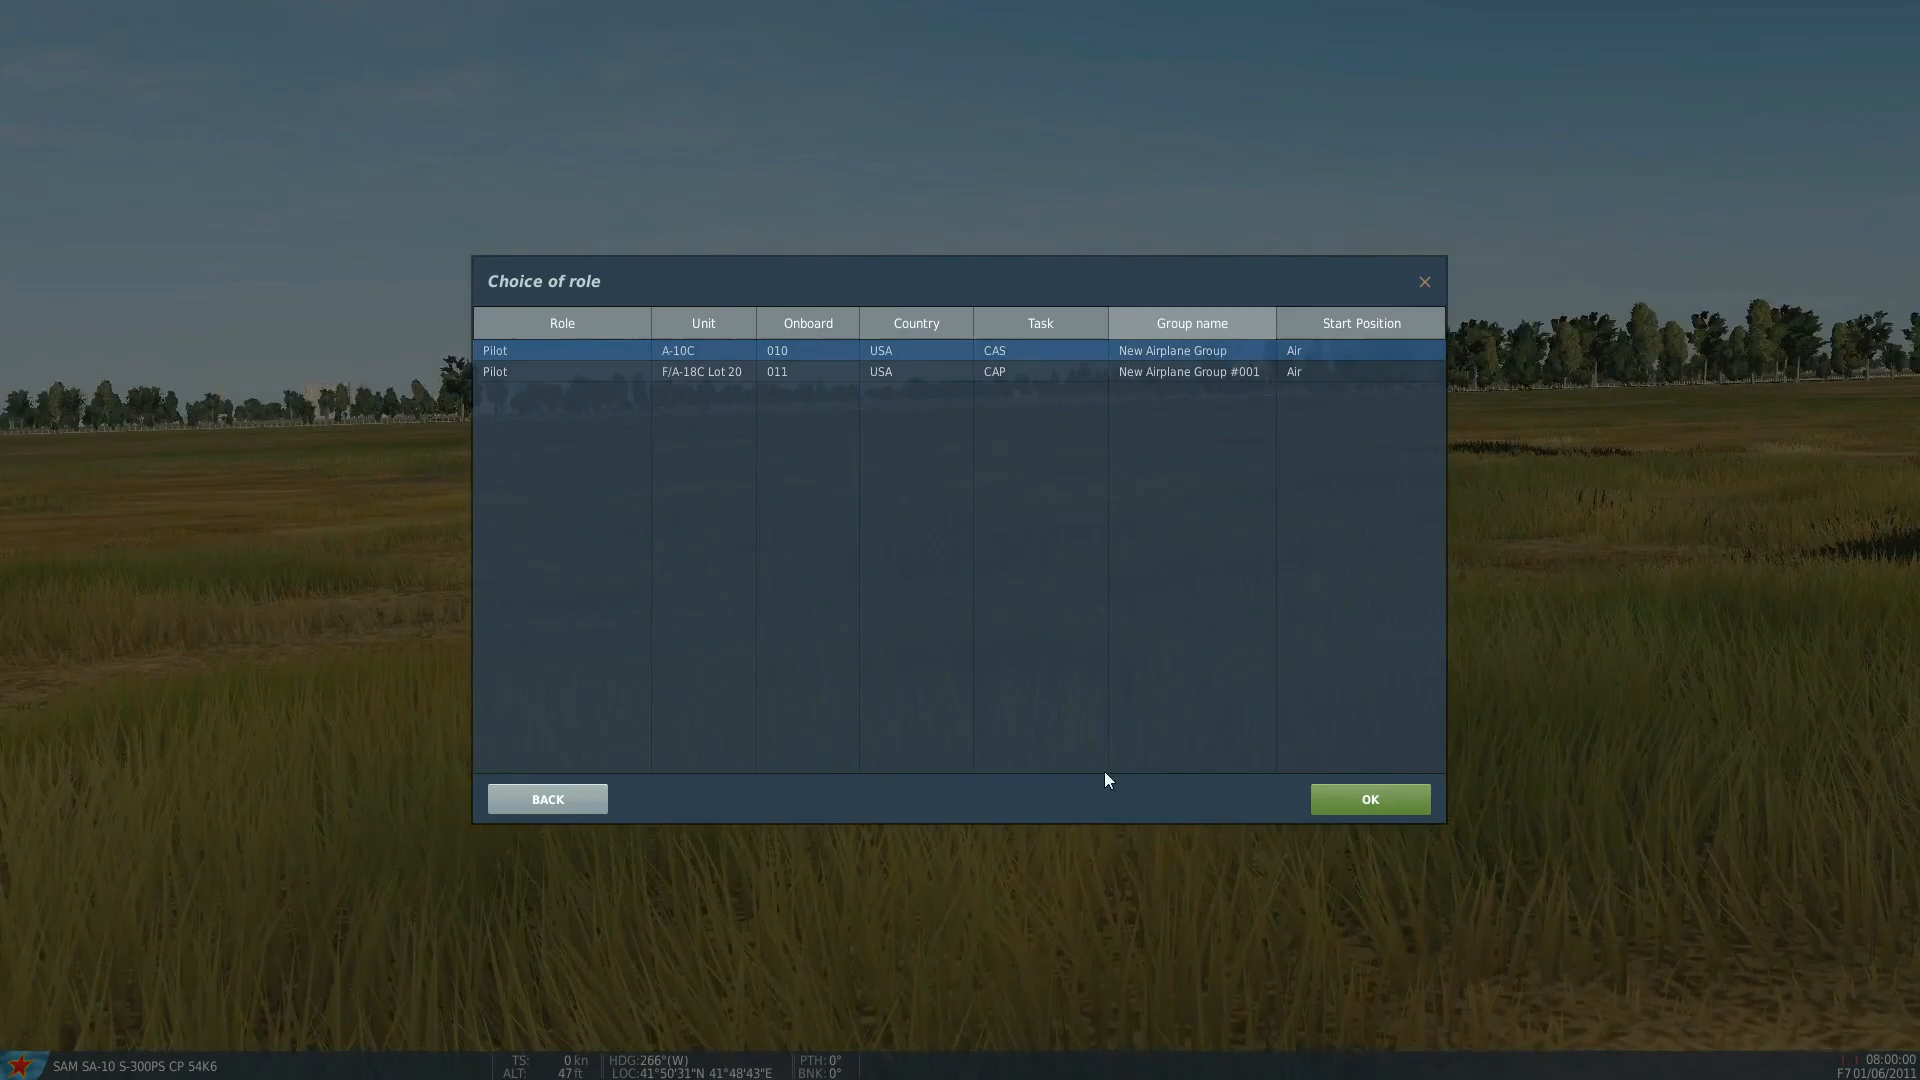 Choice of role
Role Unit Onboard Country Task Group name Start Position
Pilot A-10C 010 USA CAS New Airplane Group Air
Pilot F/A-18C Lot 20 011 USA CAP New Airplane Group #001 Air
BACK OK
SAM SA-10 S-300PS CP 54K6
TS: 0 kn HDG:266°(W) PTH: 0° 08:00:00
ALT: 47 ft LOC:41°50'31"N 41°48'43"E BNK: 0° F7 01/06/2011